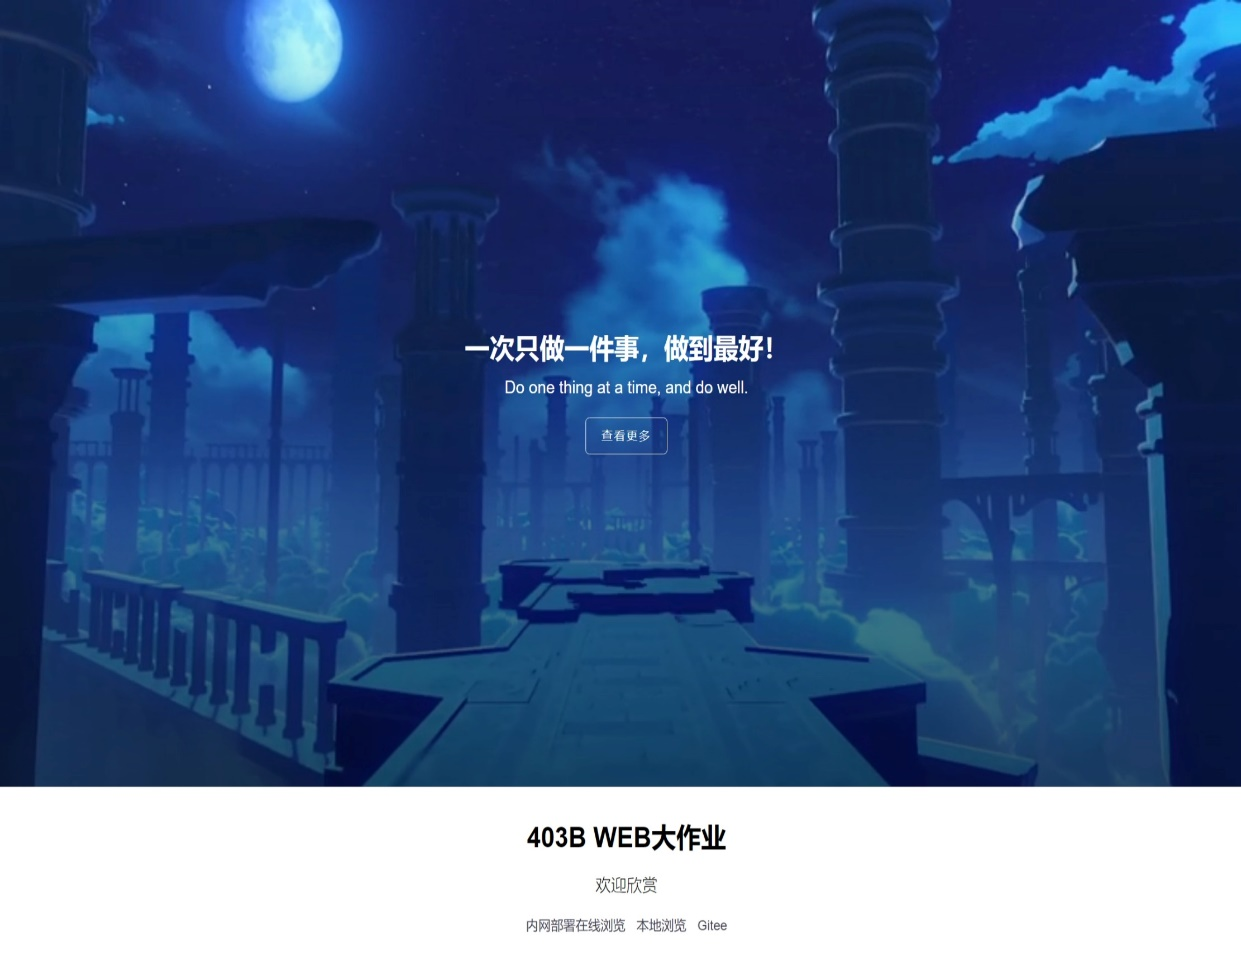 一次只做一件事，做到最好！
Do one thing at a time, and do well.
查看更多
403B WEB大作业
欢迎欣赏
内网部署在线浏览 本地浏览 Gitee